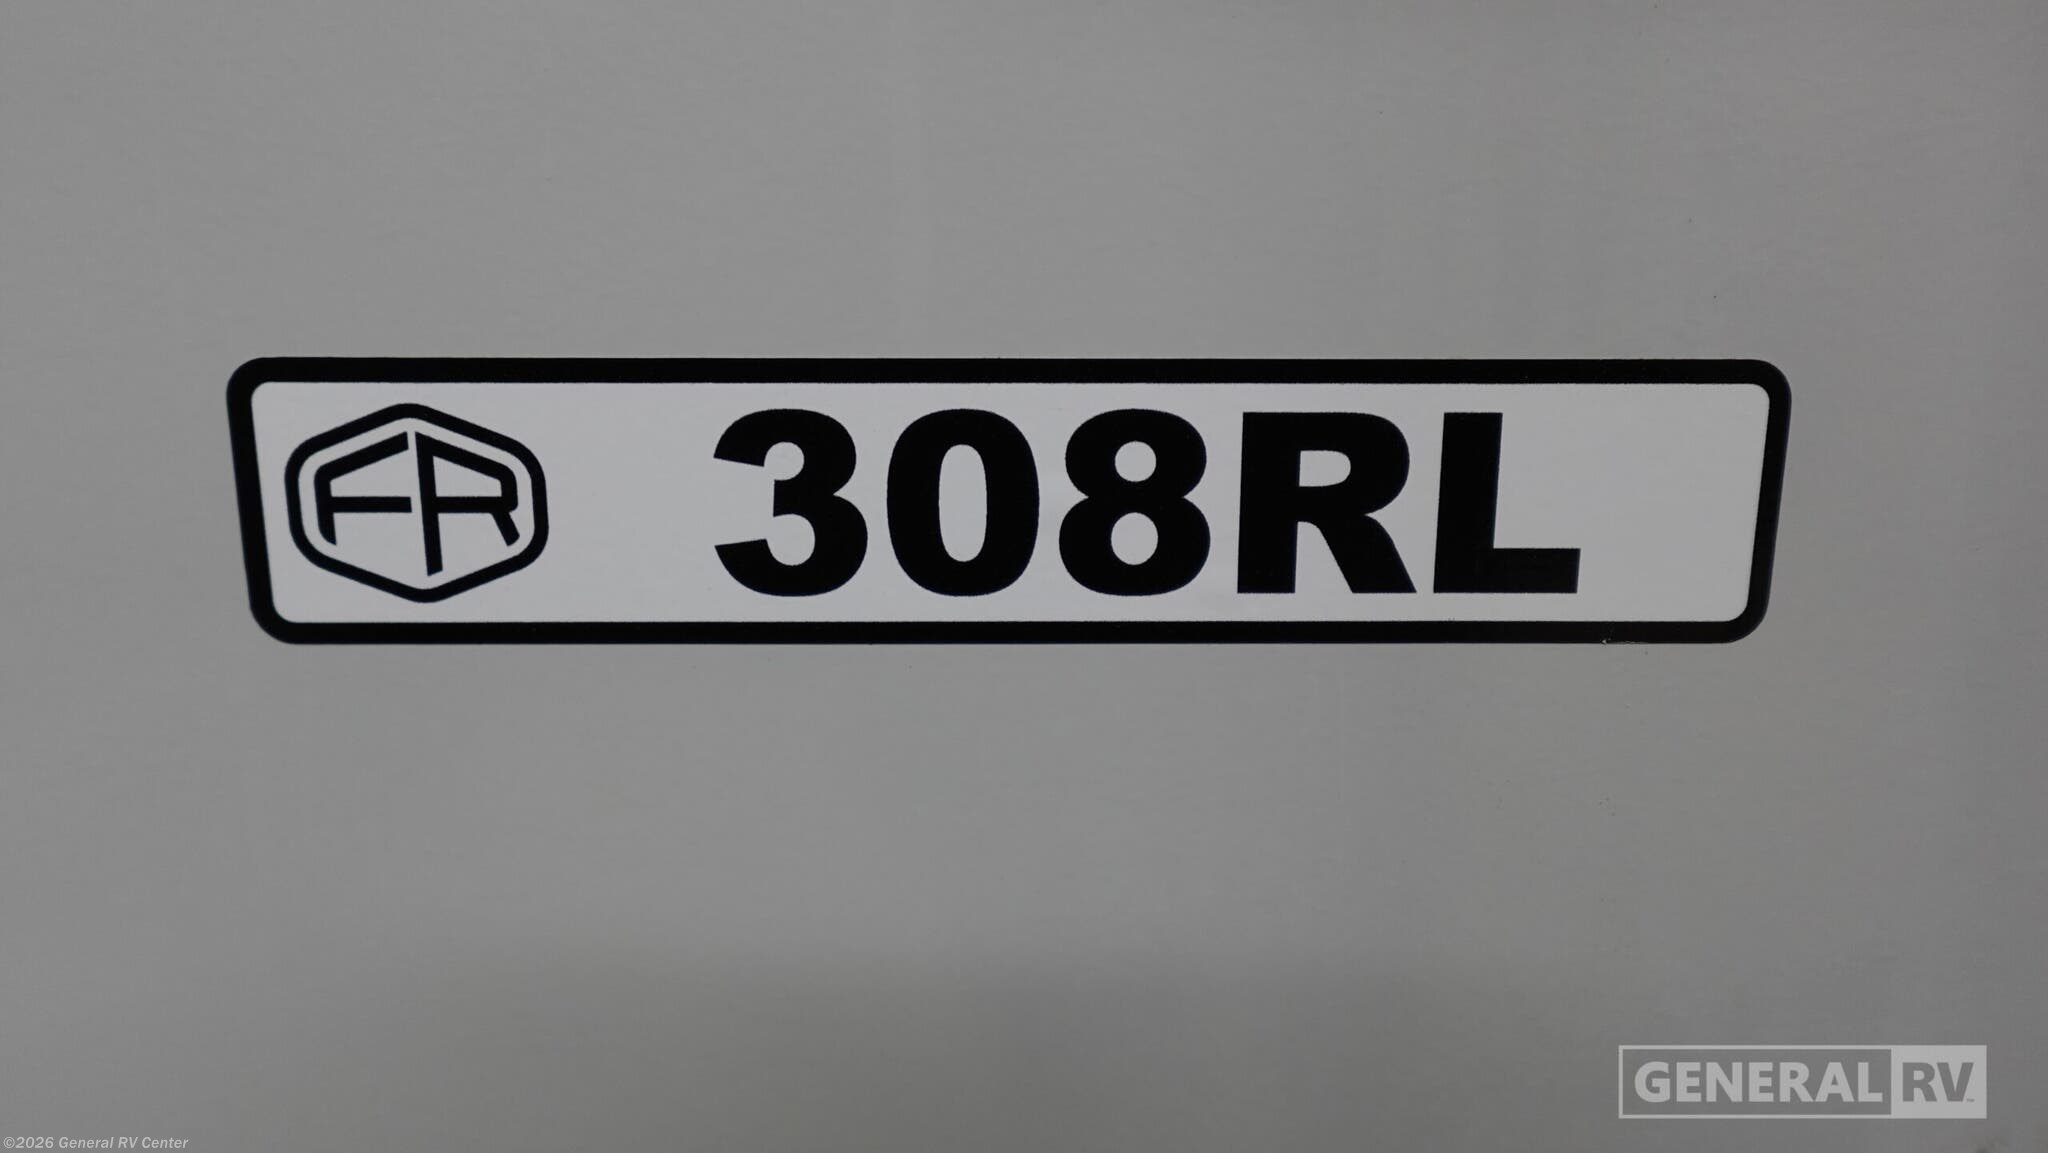 FR 308RL
GENERAL RV
©2026 General RV Center